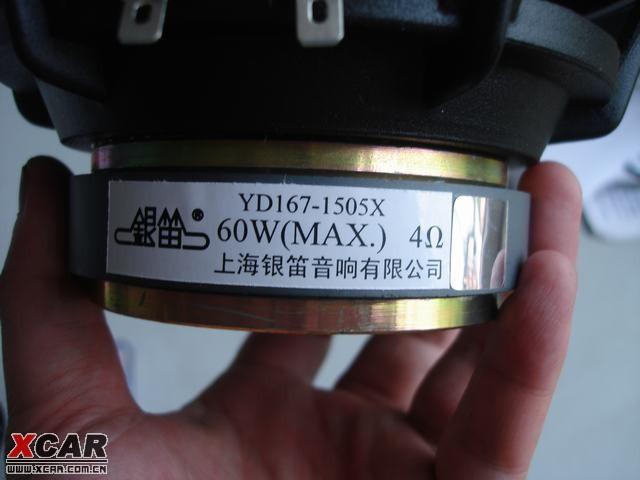 YD167-1505X
銀笛®
60W(MAX.) 4Ω
上海银笛音响有限公司
XCAR
WWW.XCAR.COM.CN